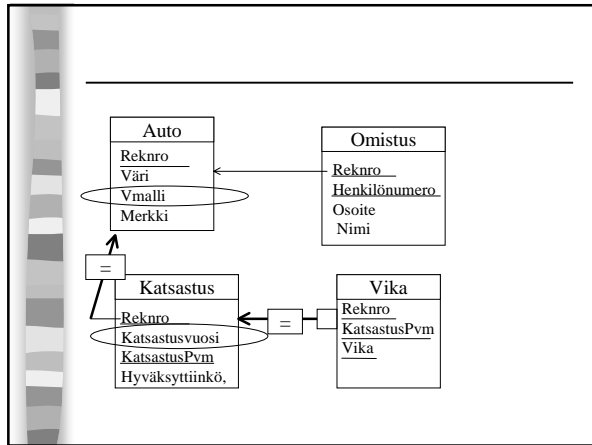 Auto
Reknro
Väri
Vmalli
Merkki
Omistus
Reknro
Henkilönumero
Osoite
Nimi
=
Katsastus
Reknro
Katsastusvuosi
KatsastusPvm
Hyväksyttiinkö,
=
Vika
Reknro
KatsastusPvm
Vika